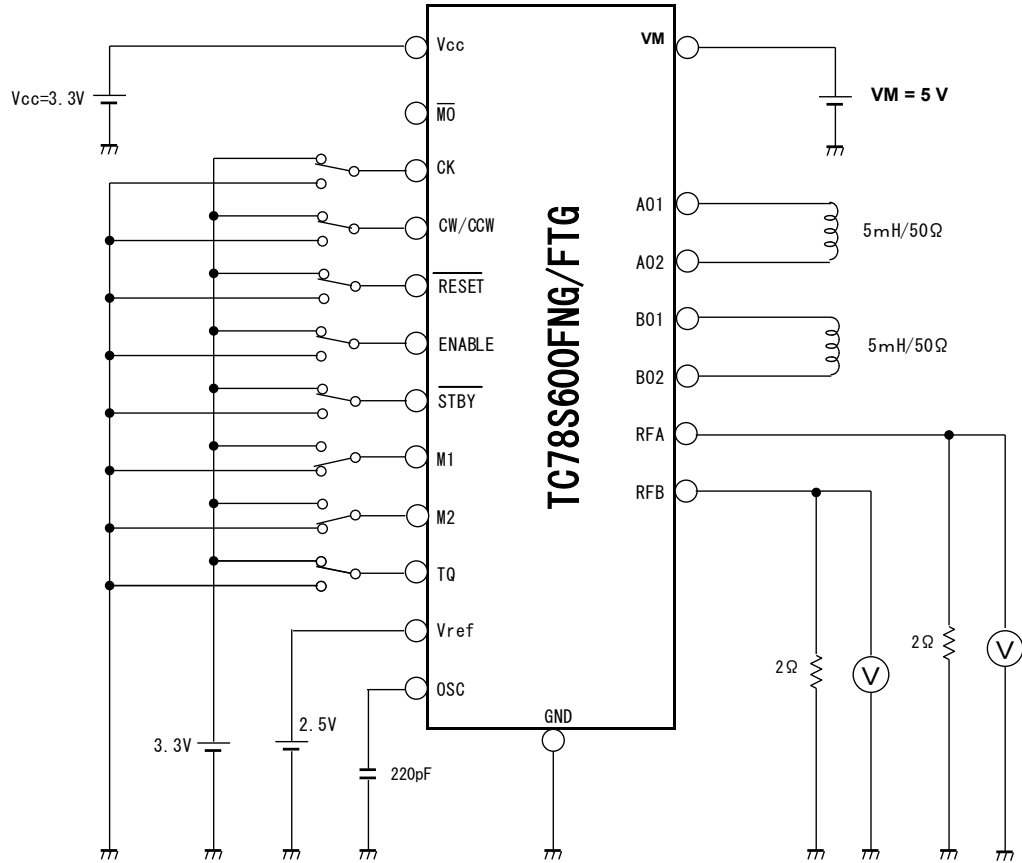 Vcc
VM
Vcc=3.3V
VM = 5 V
MO
CK
CW/CCW
RESET
ENABLE
STBY
M1
M2
TQ
Vref
OSC
TC78S600FNG/FTG
AO1
AO2
5mH/50Ω
BO1
BO2
5mH/50Ω
RFA
RFB
2Ω
V
2Ω
V
GND
3.3V
2.5V
220pF